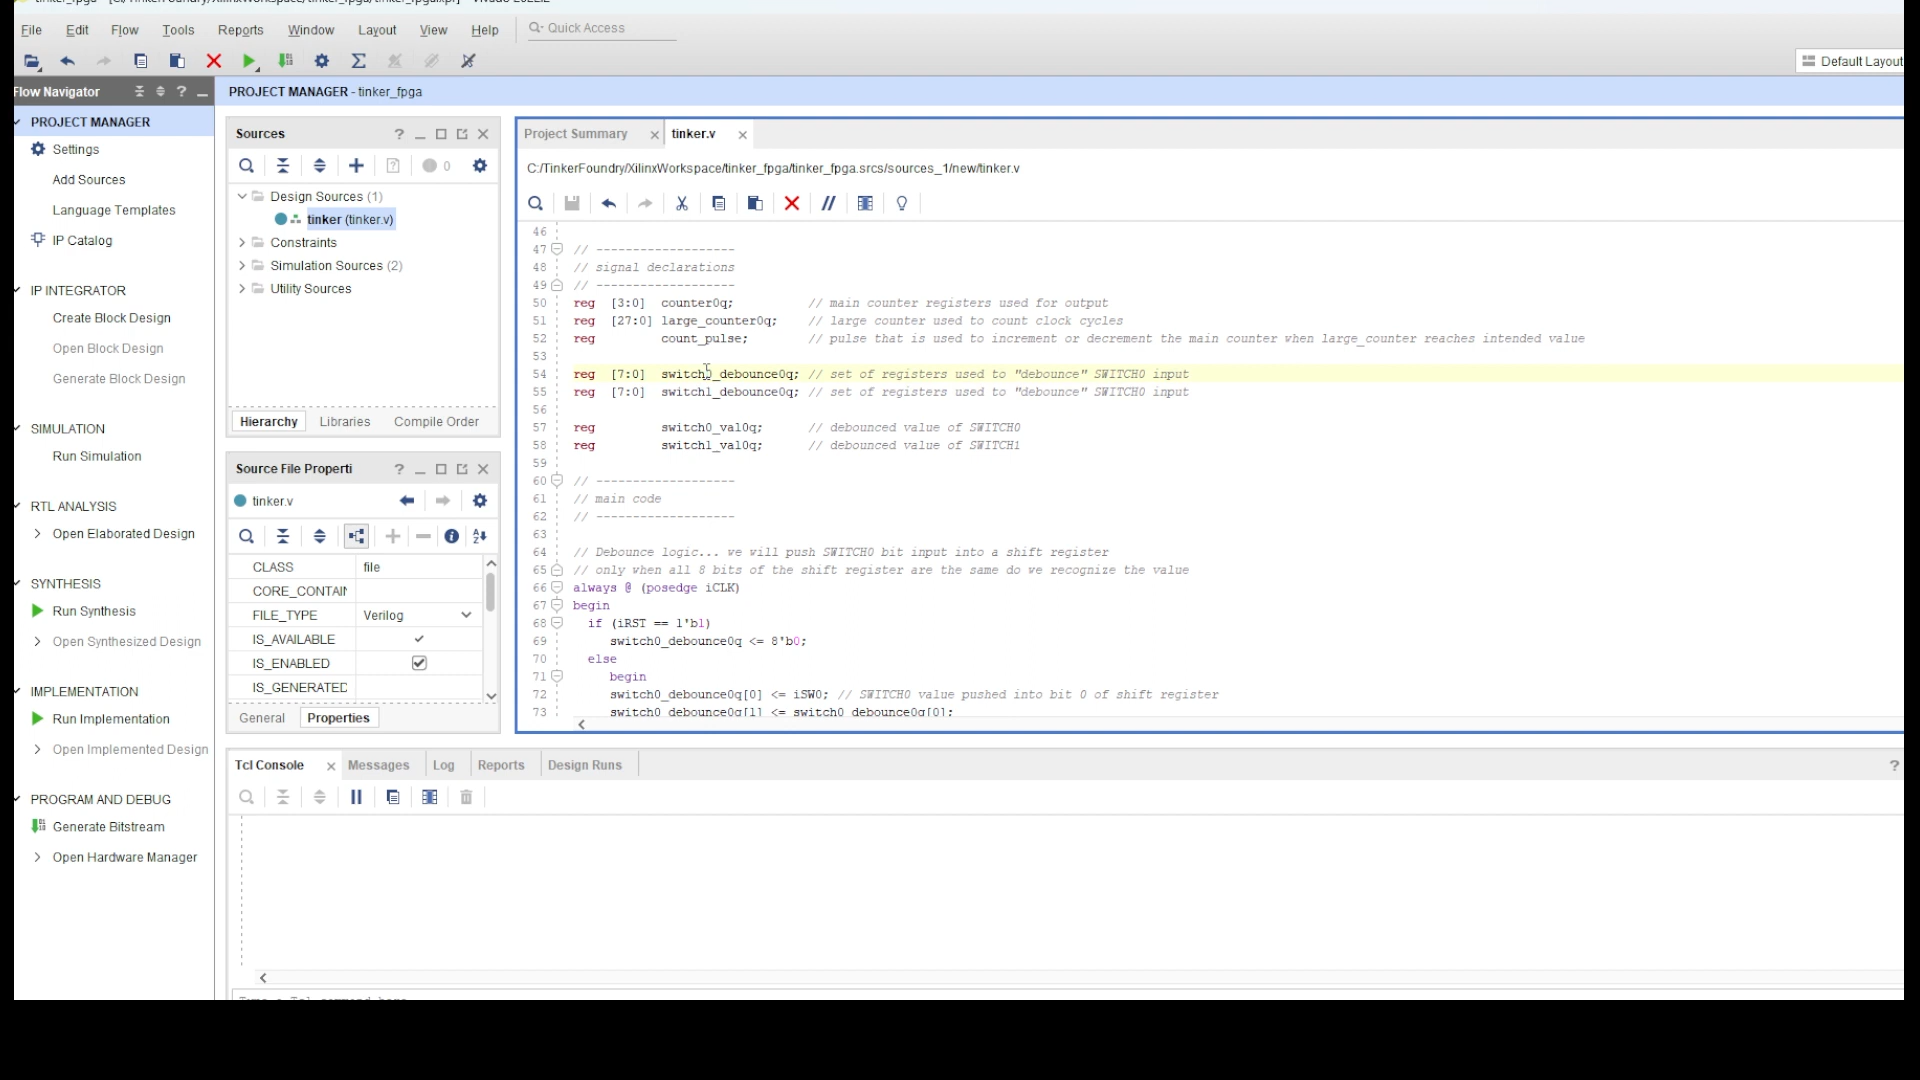 File Edit Flow Tools Reports Window Layout View Help Quick Access
Default Layout
Flow Navigator
PROJECT MANAGER - tinker_fpga
PROJECT MANAGER
Settings
Add Sources
Language Templates
IP Catalog
IP INTEGRATOR
Create Block Design
Open Block Design
Generate Block Design
SIMULATION
Run Simulation
RTL ANALYSIS
Open Elaborated Design
SYNTHESIS
Run Synthesis
Open Synthesized Design
IMPLEMENTATION
Run Implementation
Open Implemented Design
PROGRAM AND DEBUG
Generate Bitstream
Open Hardware Manager
Sources
0
Design Sources (1)
tinker (tinker.v)
Constraints
Simulation Sources (2)
Utility Sources
Hierarchy Libraries Compile Order
Source File Properti
tinker.v
CLASS file
CORE_CONTAIN
FILE_TYPE Verilog
IS_AVAILABLE
IS_ENABLED
IS_GENERATED
General Properties
Project Summary tinker.v
C:/TinkerFoundry/XilinxWorkspace/tinker_fpga/tinker_fpga.srcs/sources_1/new/tinker.v
46
47 // -------------------
48 // signal declarations
49 // -------------------
50 reg [3:0] counter0q; // main counter registers used for output
51 reg [27:0] large_counter0q; // large counter used to count clock cycles
52 reg count_pulse; // pulse that is used to increment or decrement the main counter when large_counter reaches intended value
53
54 reg [7:0] switch0_debounce0q; // set of registers used to "debounce" SWITCH0 input
55 reg [7:0] switch1_debounce0q; // set of registers used to "debounce" SWITCH0 input
56
57 reg switch0_val0q; // debounced value of SWITCH0
58 reg switch1_val0q; // debounced value of SWITCH1
59
60 // -------------------
61 // main code
62 // -------------------
63
64 // Debounce logic... we will push SWITCH0 bit input into a shift register
65 // only when all 8 bits of the shift register are the same do we recognize the value
66 always @ (posedge iCLK)
67 begin
68 if (iRST == 1'b1)
69 switch0_debounce0q <= 8'b0;
70 else
71 begin
72 switch0_debounce0q[0] <= iSW0; // SWITCH0 value pushed into bit 0 of shift register
73 switch0_debounce0q[1] <= switch0_debounce0q[0];
Tcl Console Messages Log Reports Design Runs